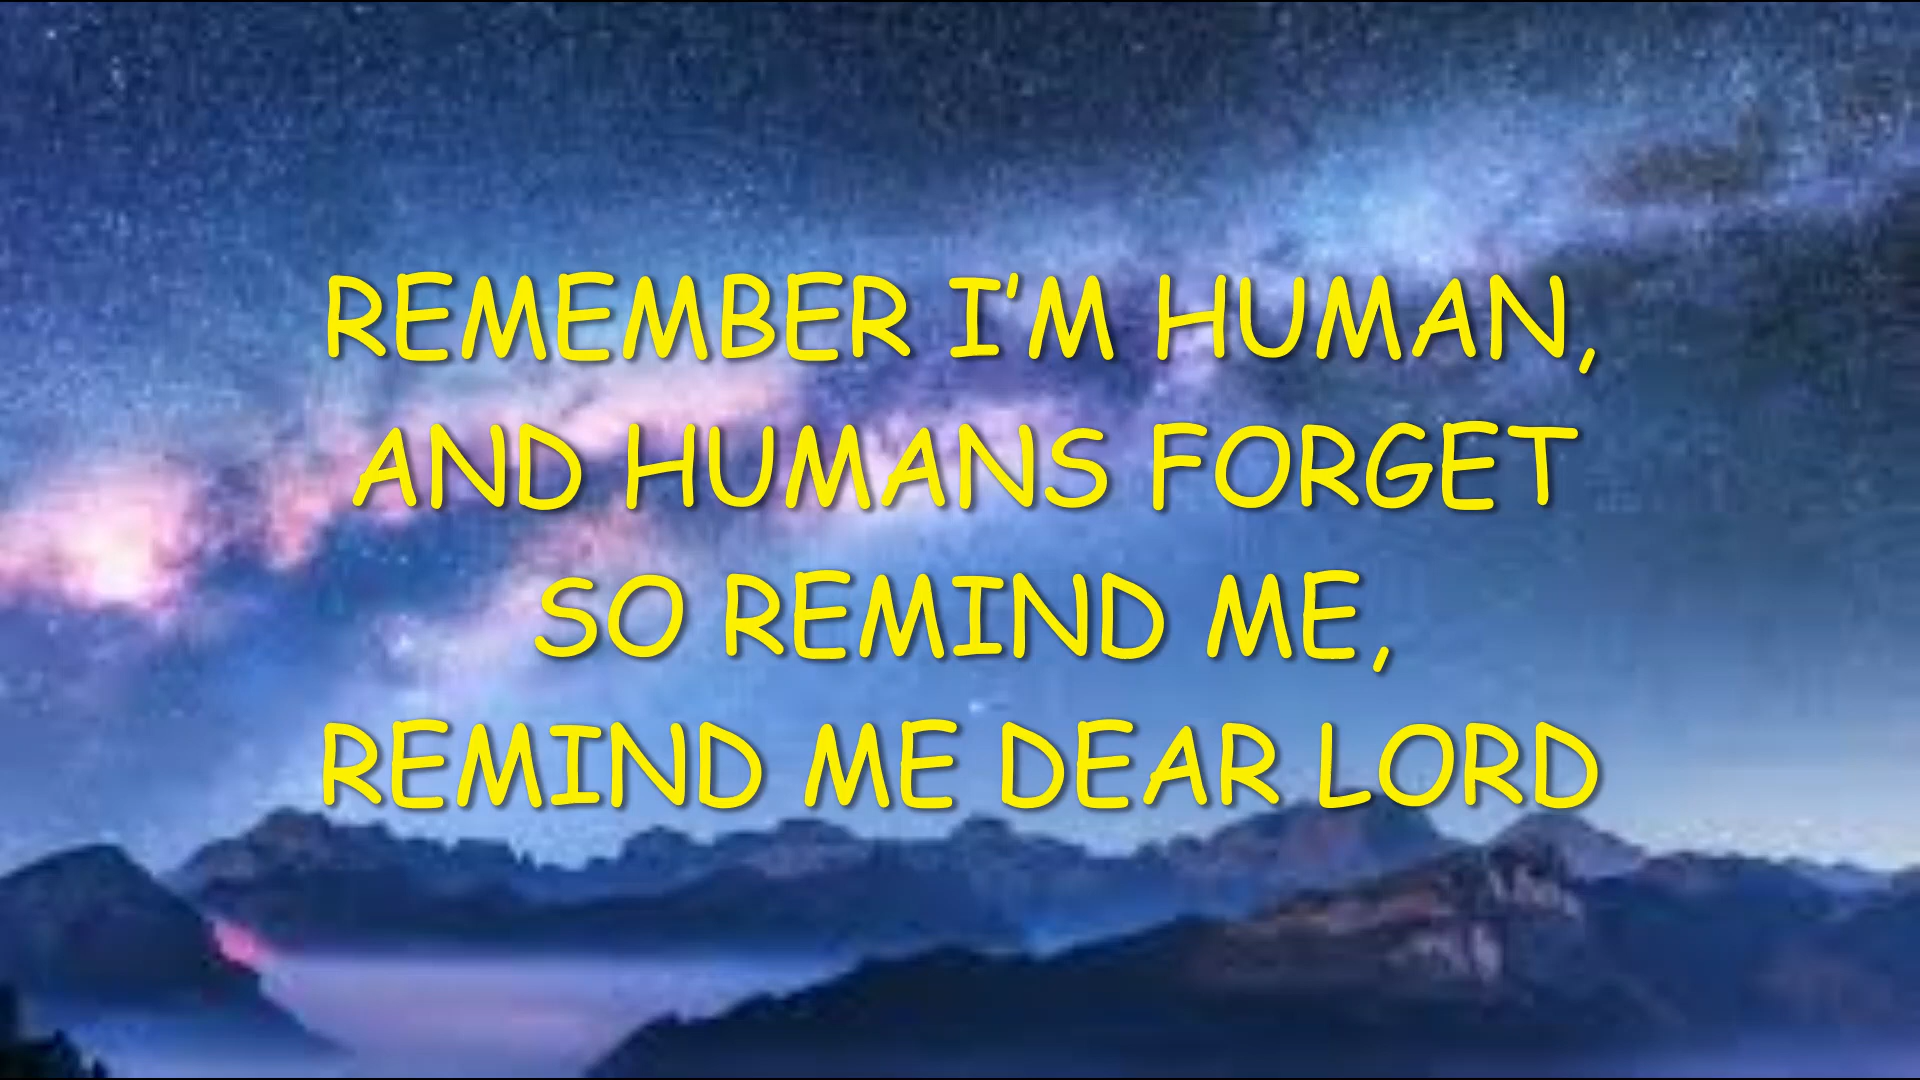 REMEMBER I’M HUMAN,
AND HUMANS FORGET
SO REMIND ME,
REMIND ME DEAR LORD